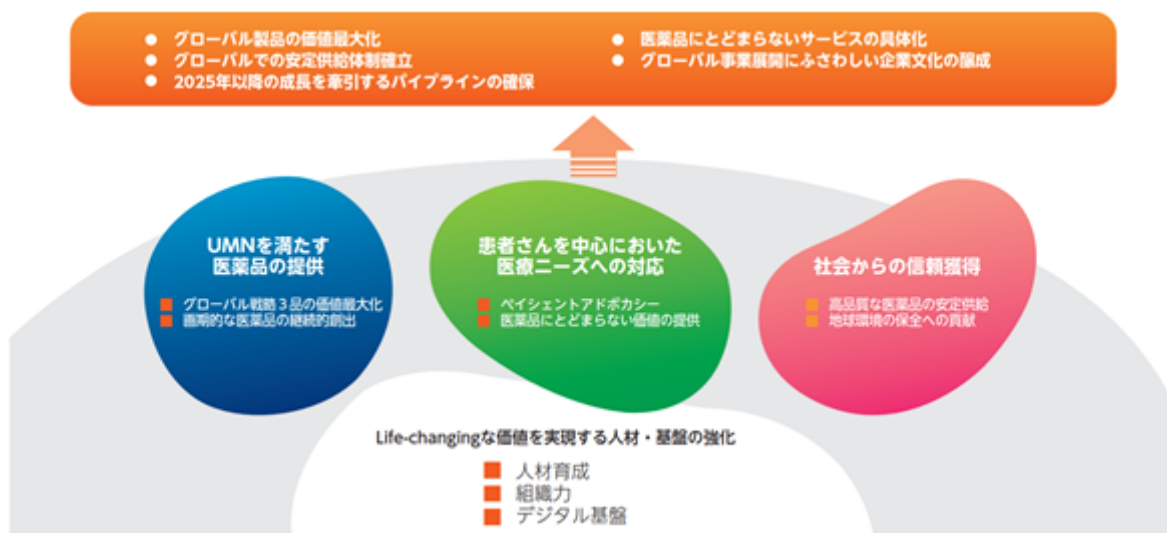 グローバル製品の価値最大化
グローバルでの安定供給体制確立
2025年以降の成長を牽引するパイプラインの確保
医薬品にとどまらないサービスの具体化
グローバル事業展開にふさわしい企業文化の醸成
UMNを満たす
医薬品の提供
グローバル戦略３品の価値最大化
画期的な医薬品の継続的創出
患者さんを中心においた
医療ニーズへの対応
ペイシェントアドボカシー
医薬品にとどまらない価値の提供
社会からの信頼獲得
高品質な医薬品の安定供給
地球環境の保全への貢献
Life-changingな価値を実現する人材・基盤の強化
人材育成
組織力
デジタル基盤